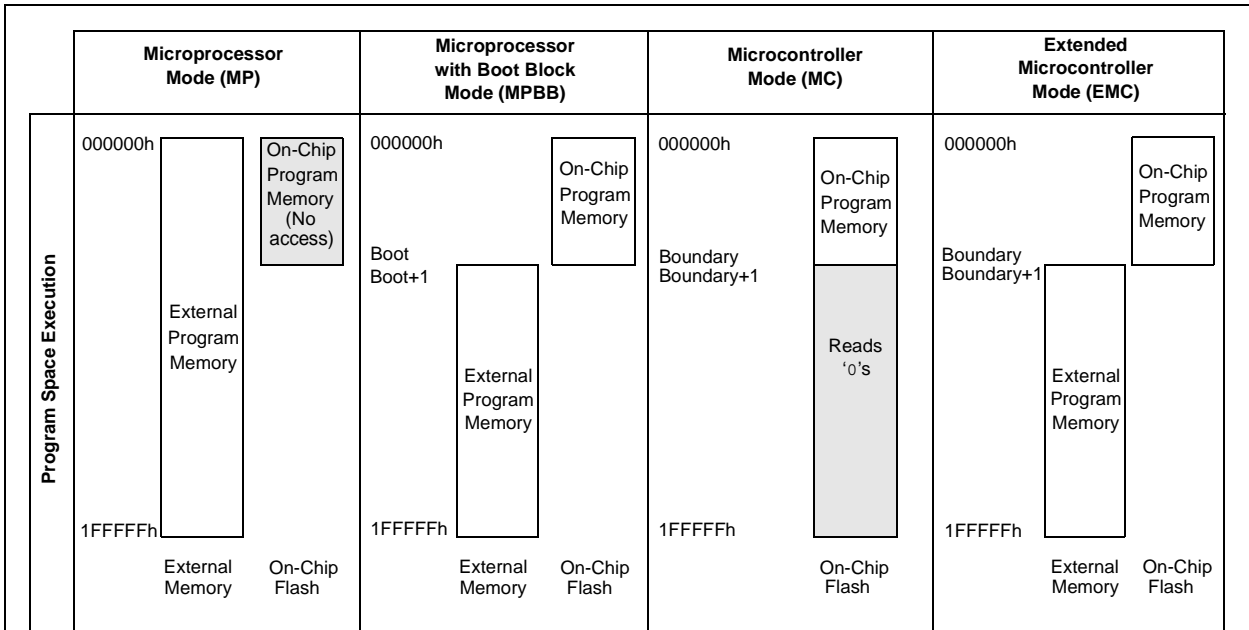 Microprocessor
Mode (MP)
Microprocessor
with Boot Block
Mode (MPBB)
Microcontroller
Mode (MC)
Extended
Microcontroller
Mode (EMC)
Program Space Execution
000000h
On-Chip
Program
Memory
(No
access)
External
Program
Memory
1FFFFFh
External
Memory
On-Chip
Flash
000000h
On-Chip
Program
Memory
Boot
Boot+1
External
Program
Memory
1FFFFFh
External
Memory
On-Chip
Flash
000000h
On-Chip
Program
Memory
Boundary
Boundary+1
Reads
‘0’s
1FFFFFh
On-Chip
Flash
000000h
On-Chip
Program
Memory
Boundary
Boundary+1
External
Program
Memory
1FFFFFh
External
Memory
On-Chip
Flash